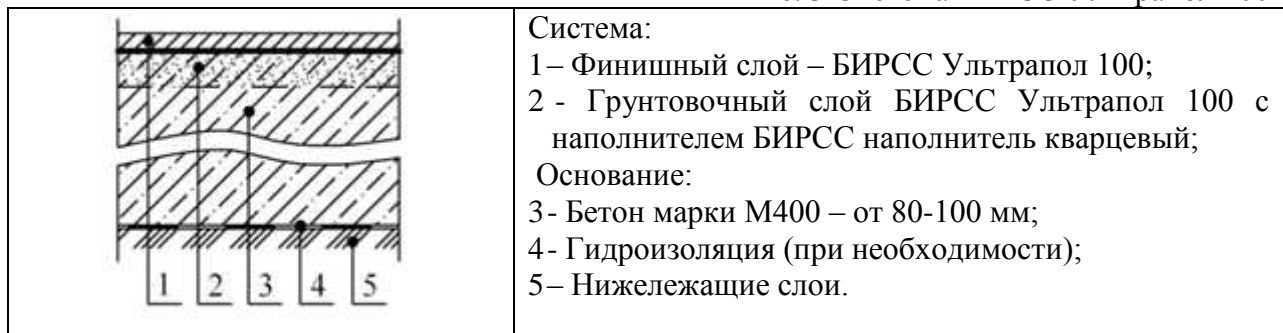 Система:
1– Финишный слой – БИРСС Ультрапол 100;
2 - Грунтовочный слой БИРСС Ультрапол 100 с
наполнителем БИРСС наполнитель кварцевый;
Основание:
3- Бетон марки М400 – от 80-100 мм;
4- Гидроизоляция (при необходимости);
5– Нижележащие слои.
1 2 3 4 5